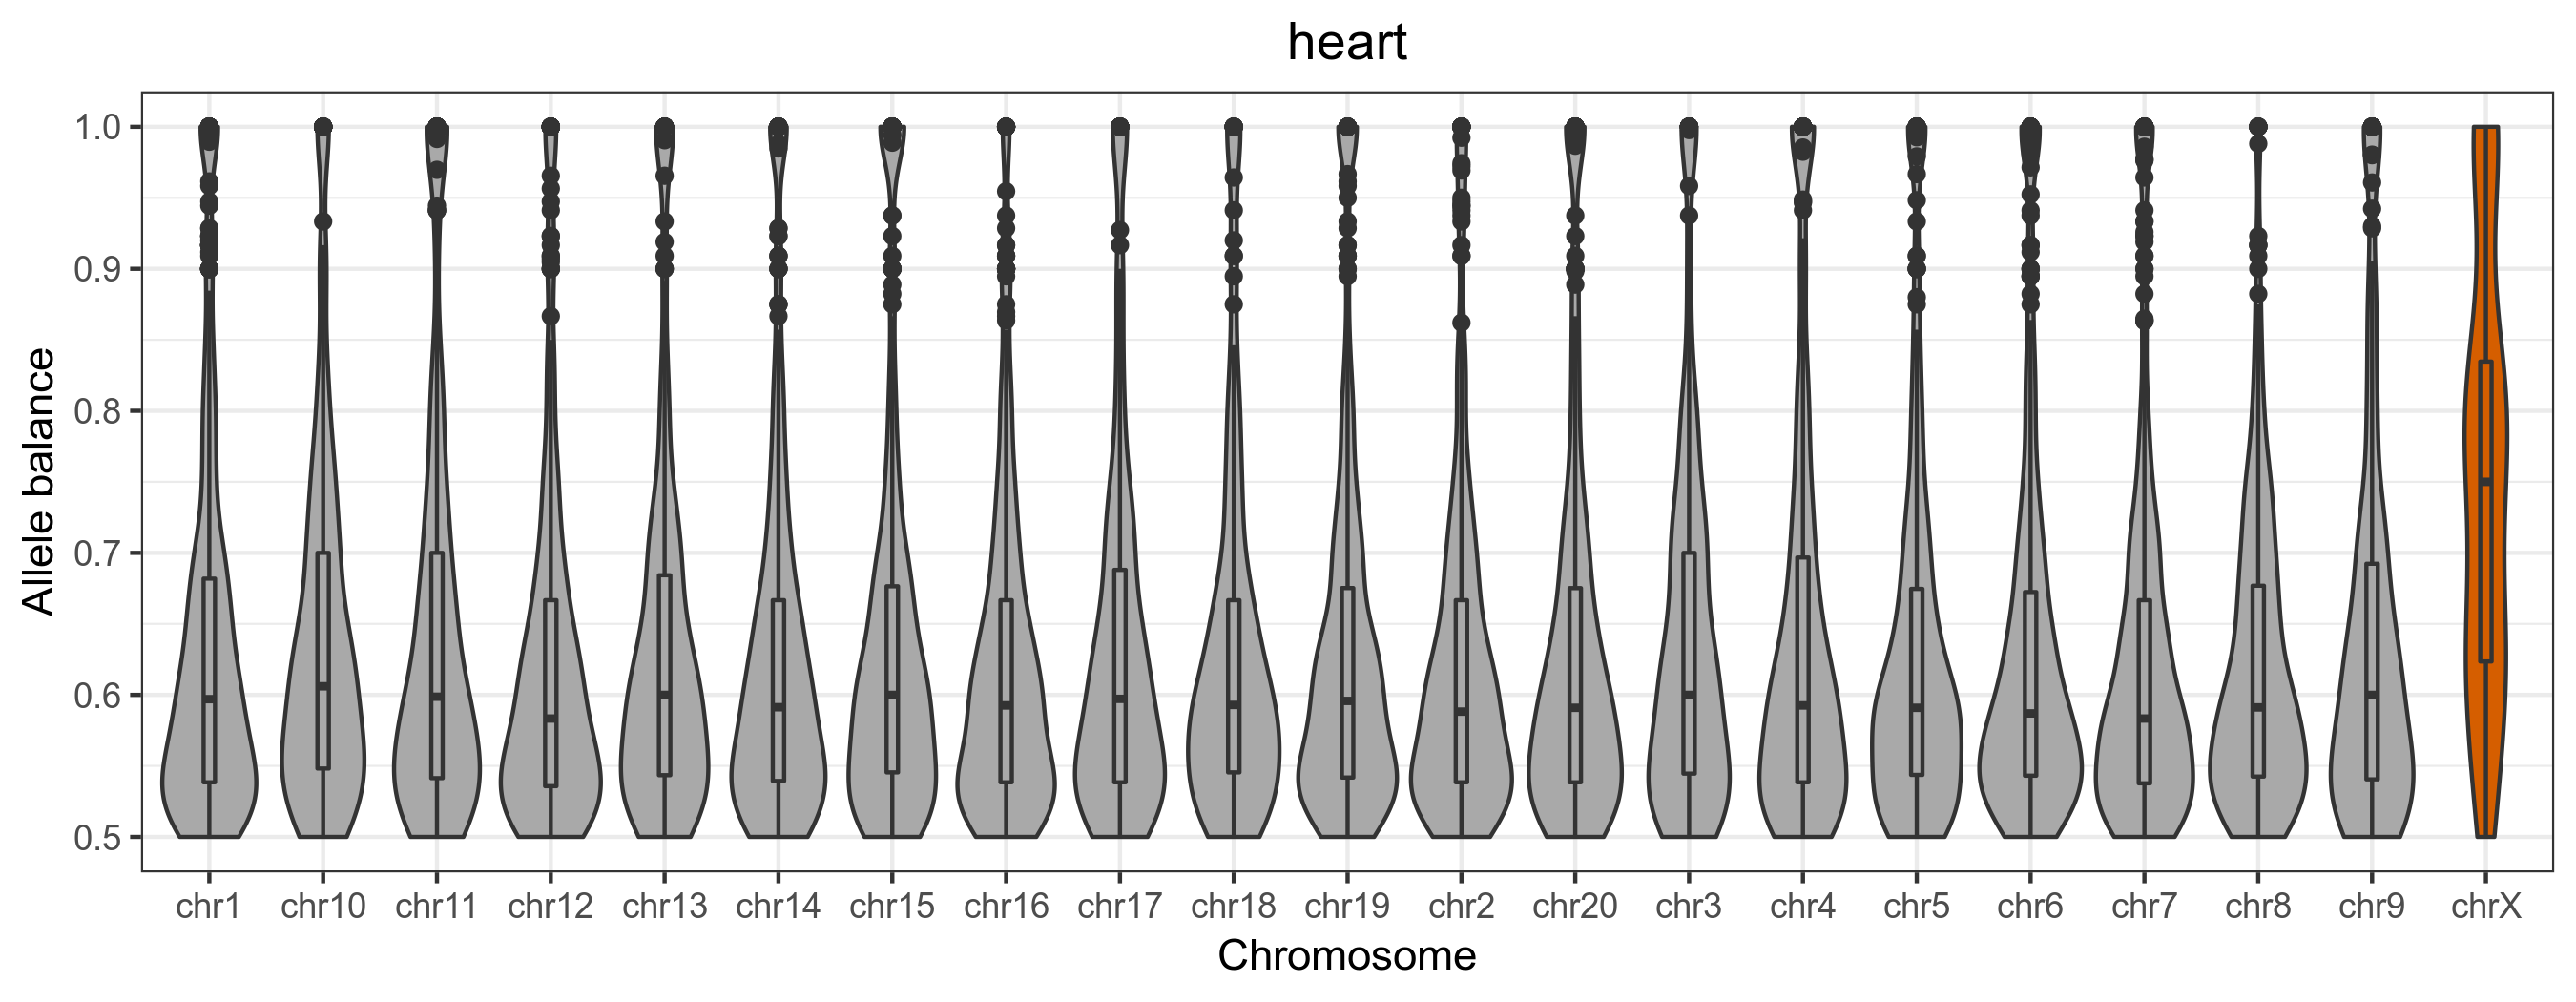 heart
Allele balance
1.0
0.9
0.8
0.7
0.6
0.5
chr1 chr10 chr11 chr12 chr13 chr14 chr15 chr16 chr17 chr18 chr19 chr2 chr20 chr3 chr4 chr5 chr6 chr7 chr8 chr9 chrX
Chromosome